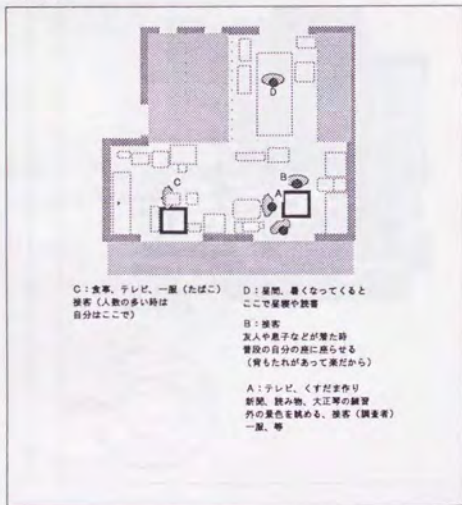 D
C
B
A
C：食事、テレビ、一服（たばこ）
接客（人数の多い時は
自分はここで）
D：昼間、暑くなってくると
ここで昼寝や読書
B：接客
友人や息子などが着た時
普段の自分の座に座らせる
（背もたれがあって楽だから）
A：テレビ、くすだま作り
新聞、読み物、大正琴の練習
外の景色を眺める、接客（調査者）
一服、等